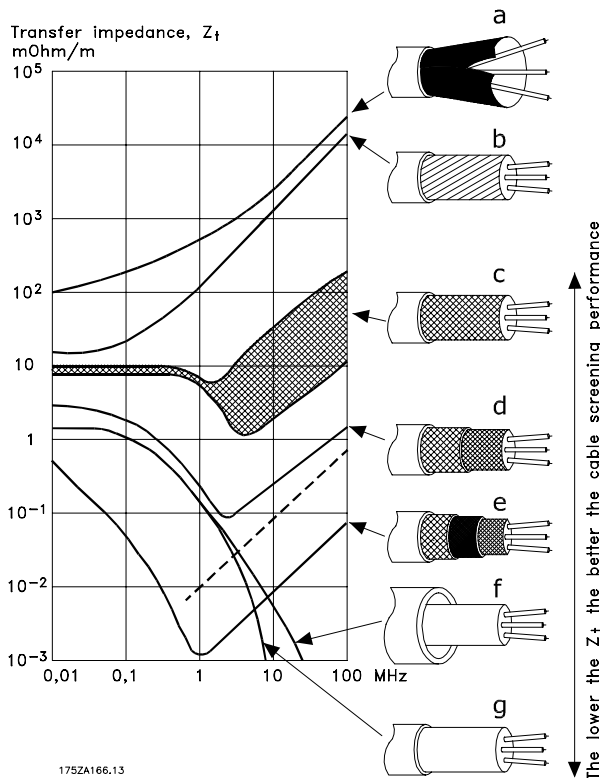 Transfer impedance, Zt
mOhm/m
10⁵
10⁴
10³
10²
10
1
10⁻¹
10⁻²
10⁻³
0,01 0,1 1 10 100 MHz
a
b
c
d
e
f
g
The lower the Zt the better the cable screening performance
175ZA166.13